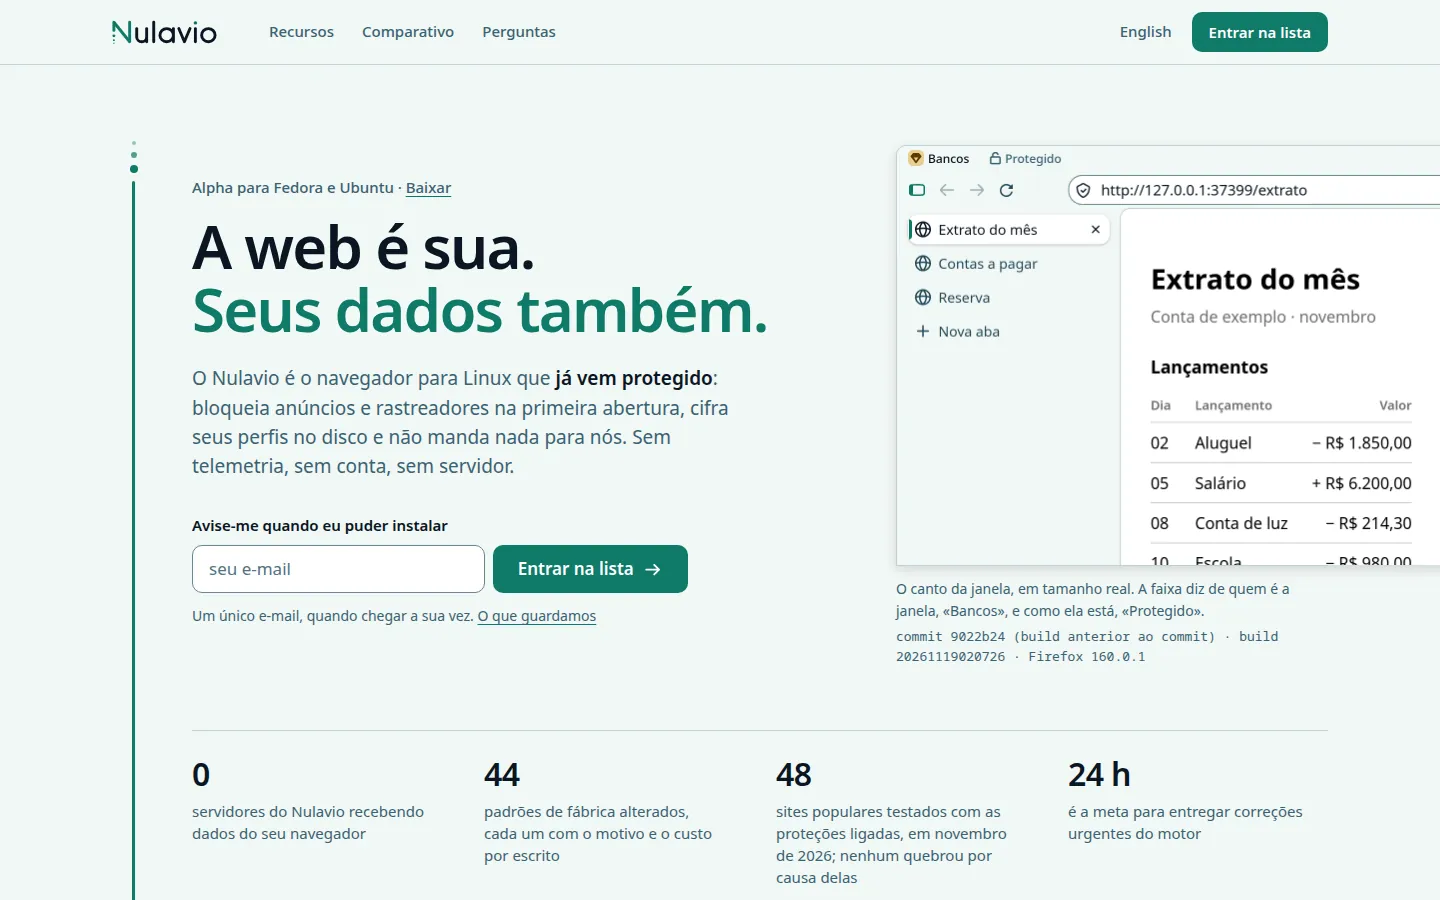 Nulavio
Recursos
Comparativo
Perguntas
English
Entrar na lista
Alpha para Fedora e Ubuntu · Baixar
A web é sua.
Seus dados também.
O Nulavio é o navegador para Linux que já vem protegido:
bloqueia anúncios e rastreadores na primeira abertura, cifra
seus perfis no disco e não manda nada para nós. Sem
telemetria, sem conta, sem servidor.
Avise-me quando eu puder instalar
seu e-mail
Entrar na lista →
Um único e-mail, quando chegar a sua vez. O que guardamos
Bancos
Protegido
http://127.0.0.1:37399/extrato
Extrato do mês
Contas a pagar
Reserva
Nova aba
Extrato do mês
Conta de exemplo · novembro
Lançamentos
Dia Lançamento Valor
02 Aluguel − R$ 1.850,00
05 Salário + R$ 6.200,00
08 Conta de luz − R$ 214,30
10 Escola − R$ 980,00
O canto da janela, em tamanho real. A faixa diz de quem é a
janela, «Bancos», e como ela está, «Protegido».
commit 9022b24 (build anterior ao commit) · build
20261119020726 · Firefox 160.0.1
0
servidores do Nulavio recebendo
dados do seu navegador
44
padrões de fábrica alterados,
cada um com o motivo e o custo
por escrito
48
sites populares testados com as
proteções ligadas, em novembro
de 2026; nenhum quebrou por
causa delas
24 h
é a meta para entregar correções
urgentes do motor